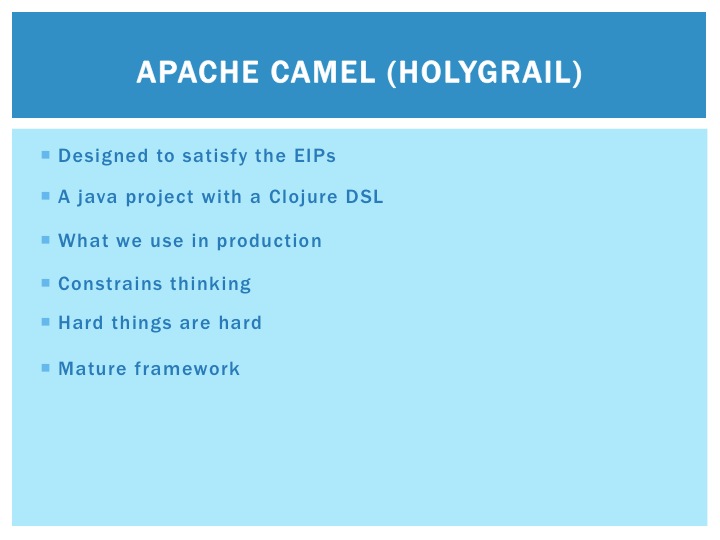 APACHE CAMEL (HOLYGRAIL)
Designed to satisfy the EIPs
A java project with a Clojure DSL
What we use in production
Constrains thinking
Hard things are hard
Mature framework